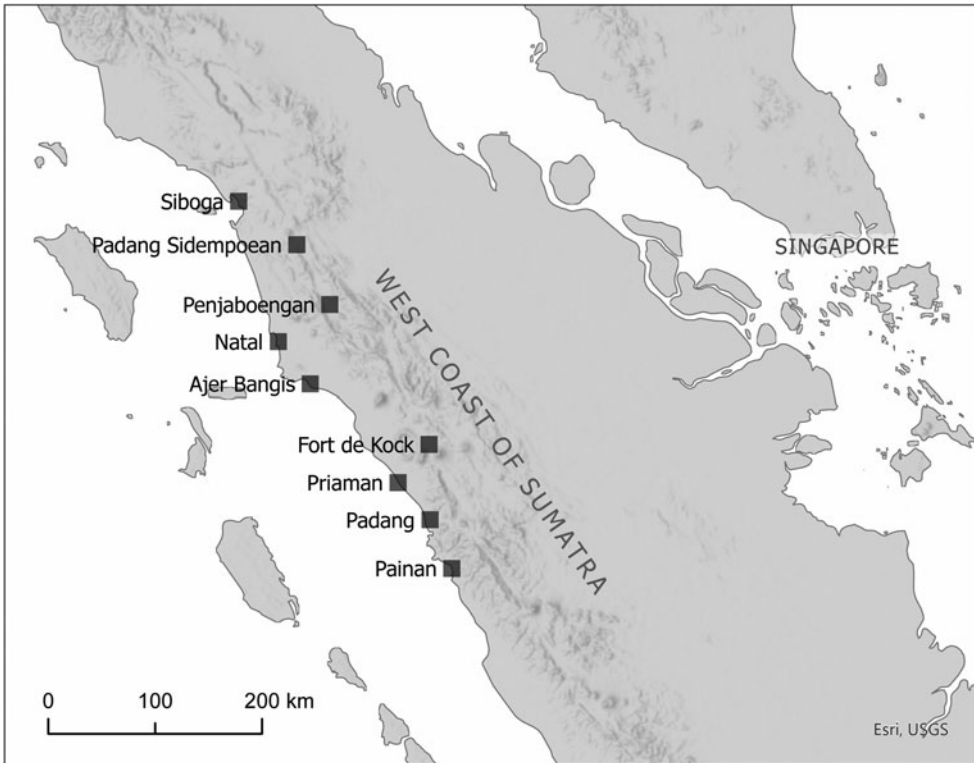 Siboga
Padang Sidempoean
SINGAPORE
Penjaboengan
Natal
Ajer Bangis
WEST COAST OF SUMATRA
Fort de Kock
Priaman
Padang
Painan
0 100 200 km
Esri, USGS